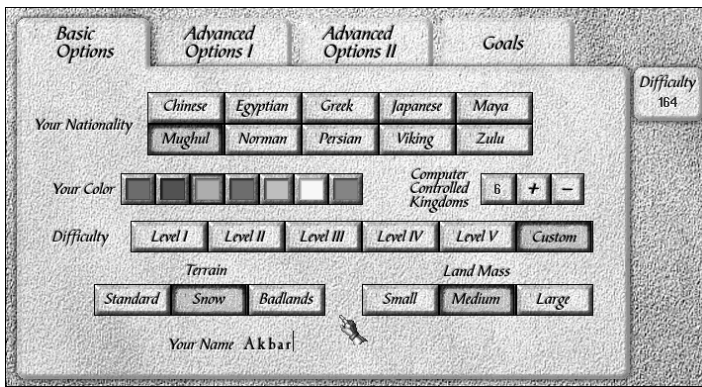 Basic Options
Advanced Options I
Advanced Options II
Goals
Difficulty
164
Your Nationality
Chinese Egyptian Greek Japanese Maya
Mughul Norman Persian Viking Zulu
Your Color
Computer Controlled Kingdoms 6 + −
Difficulty Level I Level II Level III Level IV Level V Custom
Terrain
Standard Snow Badlands
Land Mass
Small Medium Large
Your Name Akbar